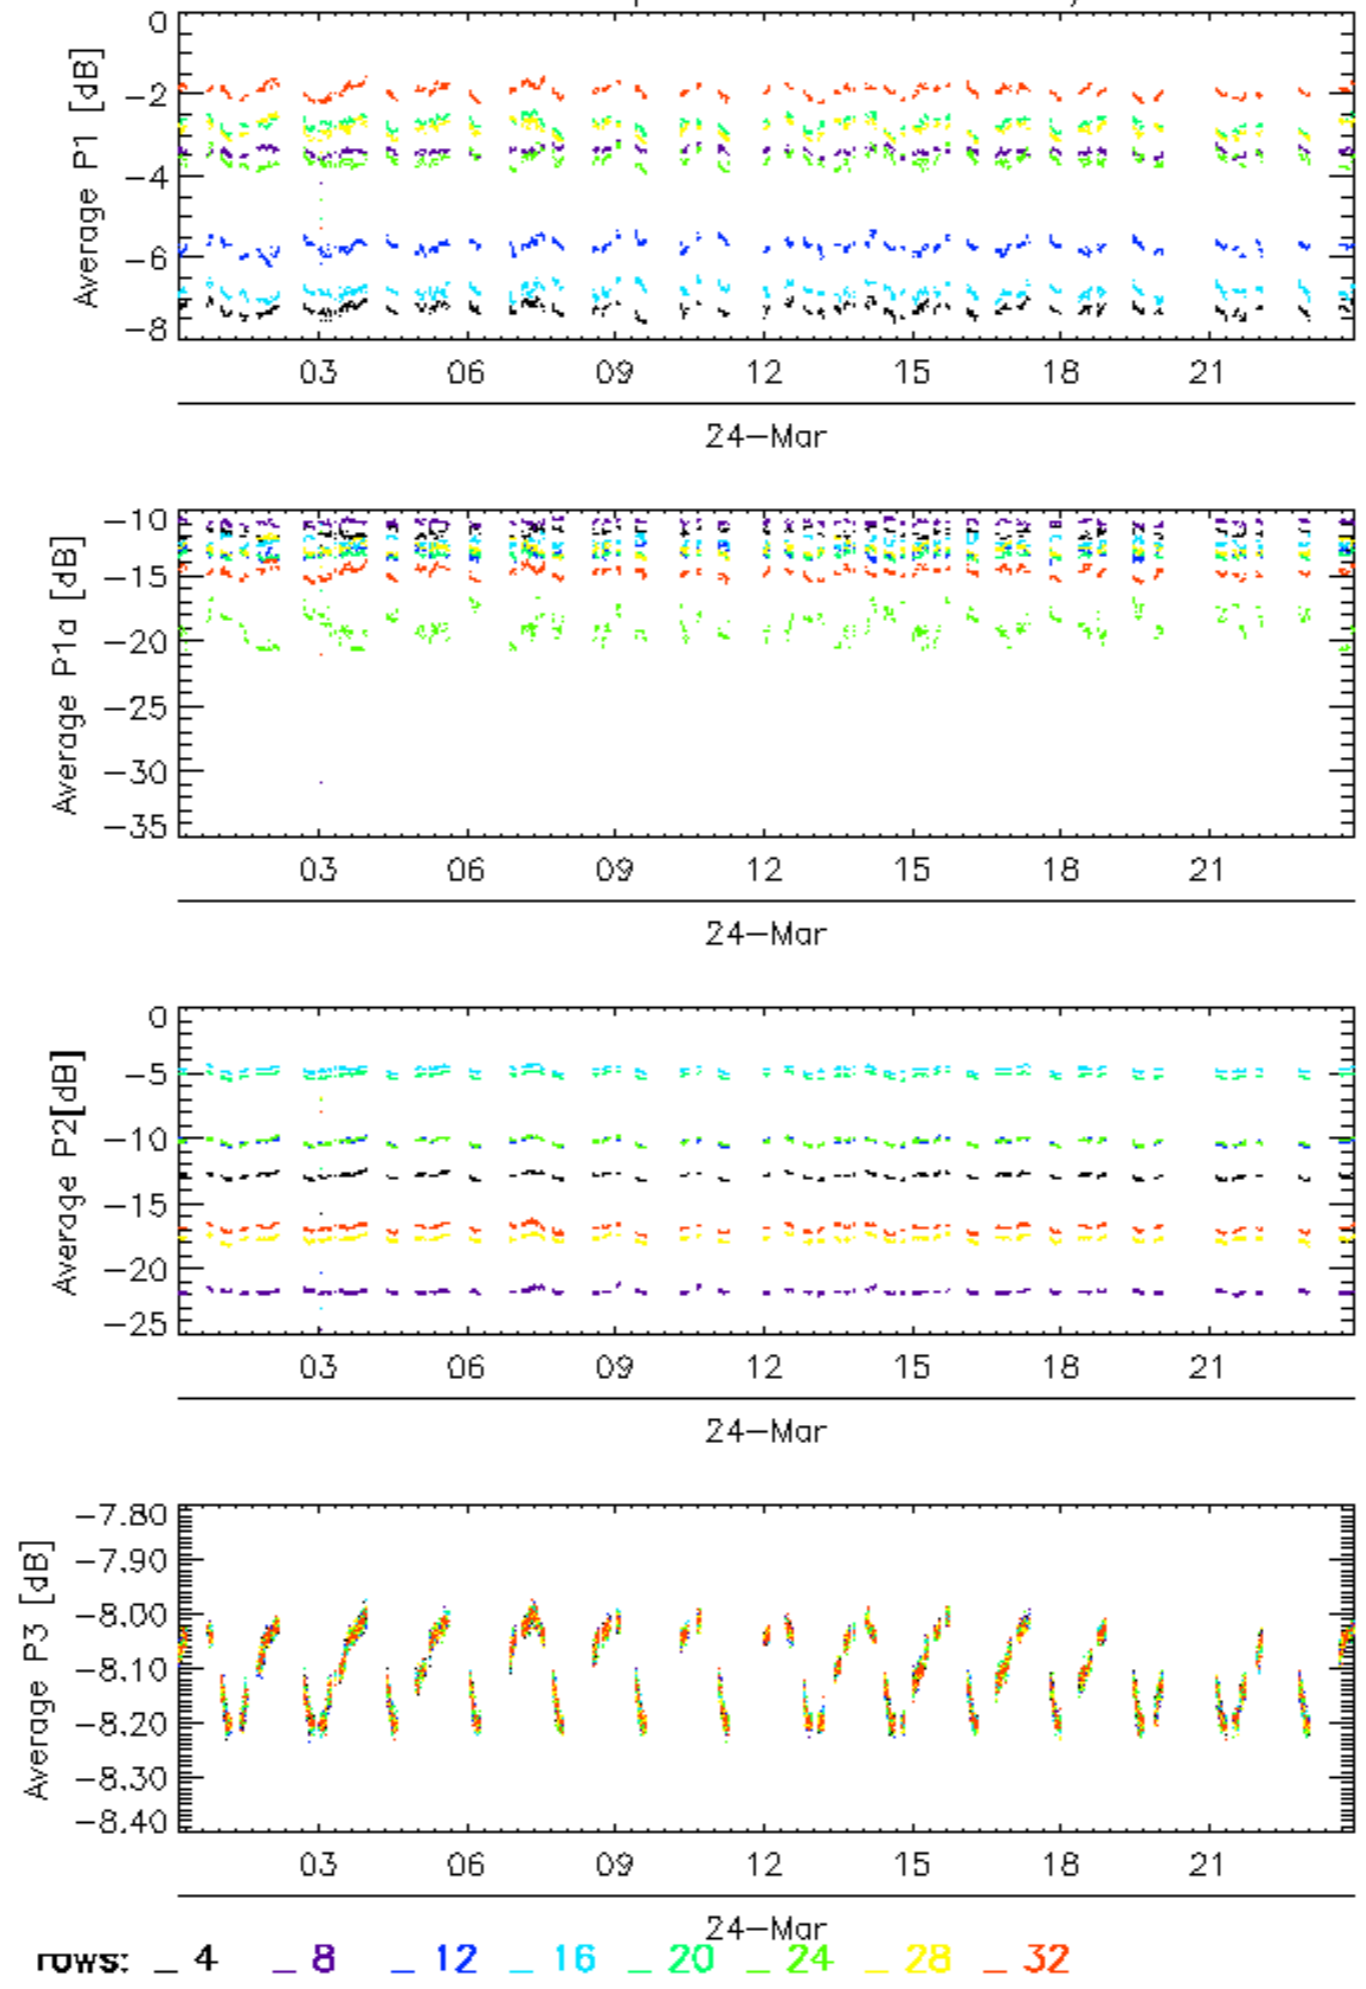 0
−2
−4
−6
−8
Average P1 [dB]
03 06 09 12 15 18 21
24−Mar
−10
−15
−20
−25
−30
−35
Average P1a [dB]
03 06 09 12 15 18 21
24−Mar
0
−5
−10
−15
−20
−25
Average P2[dB]
03 06 09 12 15 18 21
24−Mar
−7.80
−7.90
−8.00
−8.10
−8.20
−8.30
−8.40
Average P3 [dB]
03 06 09 12 15 18 21
24−Mar
rows: _ 4 _ 8 _ 12 _ 16 _ 20 _ 24 _ 28 _ 32